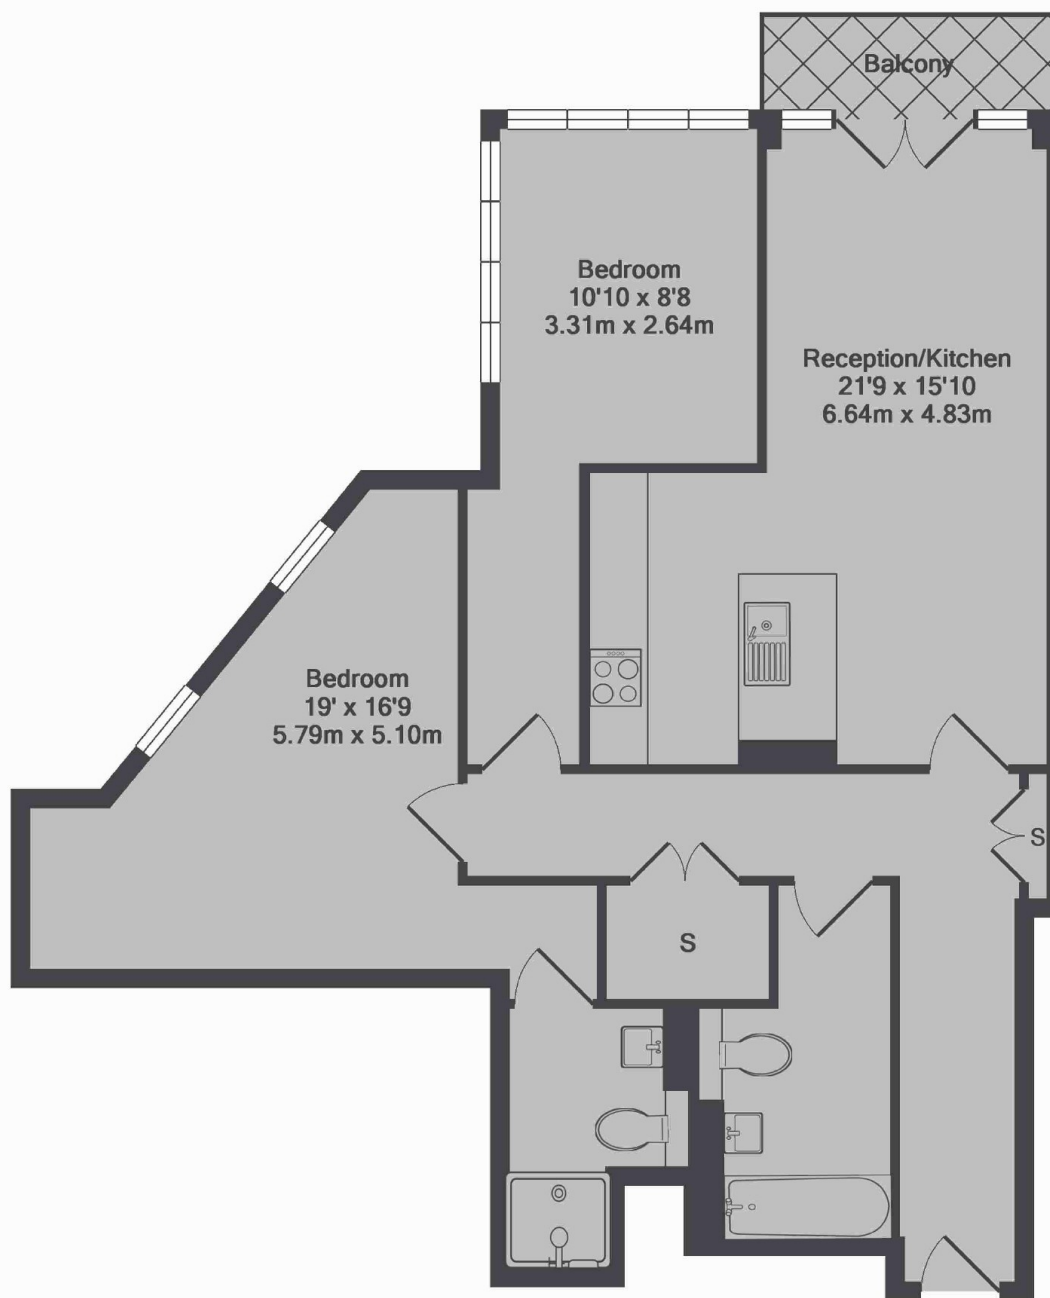 Balcony
Bedroom
10'10 x 8'8
3.31m x 2.64m
Reception/Kitchen
21'9 x 15'10
6.64m x 4.83m
Bedroom
19' x 16'9
5.79m x 5.10m
S
S